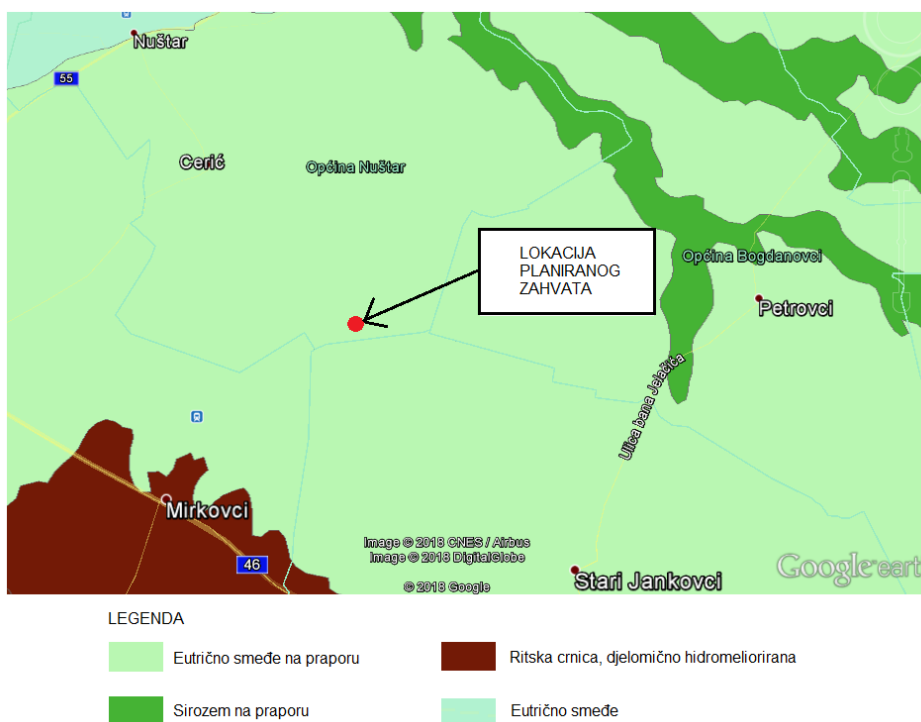 Nuštar
55
Cerić
Općina Nuštar
LOKACIJA
PLANIRANOG
ZAHVATA
Općina Bogdanovci
Petrovci
Ulica bana Jelačića
Mirkovci
46
Image © 2018 CNES / Airbus
Image © 2018 DigitalGlobe
© 2018 Google
Stari Jankovci
Google eart
LEGENDA
Eutrično smeđe na praporu
Ritska crnica, djelomično hidromeliorirana
Sirozem na praporu
Eutrično smeđe